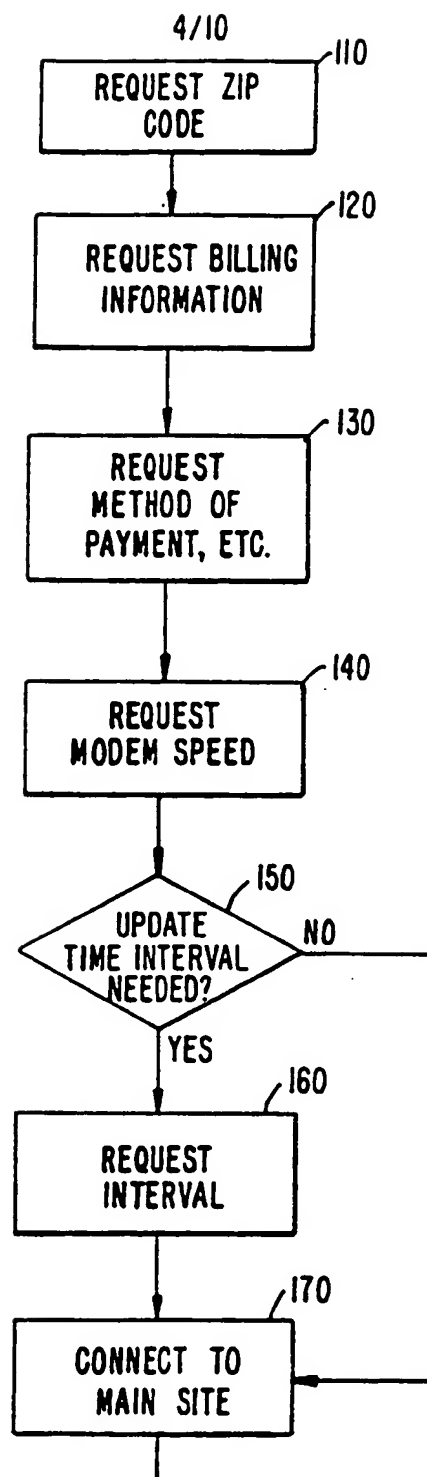 4/10
110
REQUEST ZIP
CODE
120
REQUEST BILLING
INFORMATION
130
REQUEST
METHOD OF
PAYMENT, ETC.
140
REQUEST
MODEM SPEED
150
UPDATE
TIME INTERVAL
NEEDED?
NO
YES
160
REQUEST
INTERVAL
170
CONNECT TO
MAIN SITE